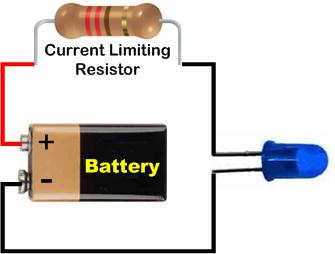 Current Limiting
Resistor
+
Battery
-